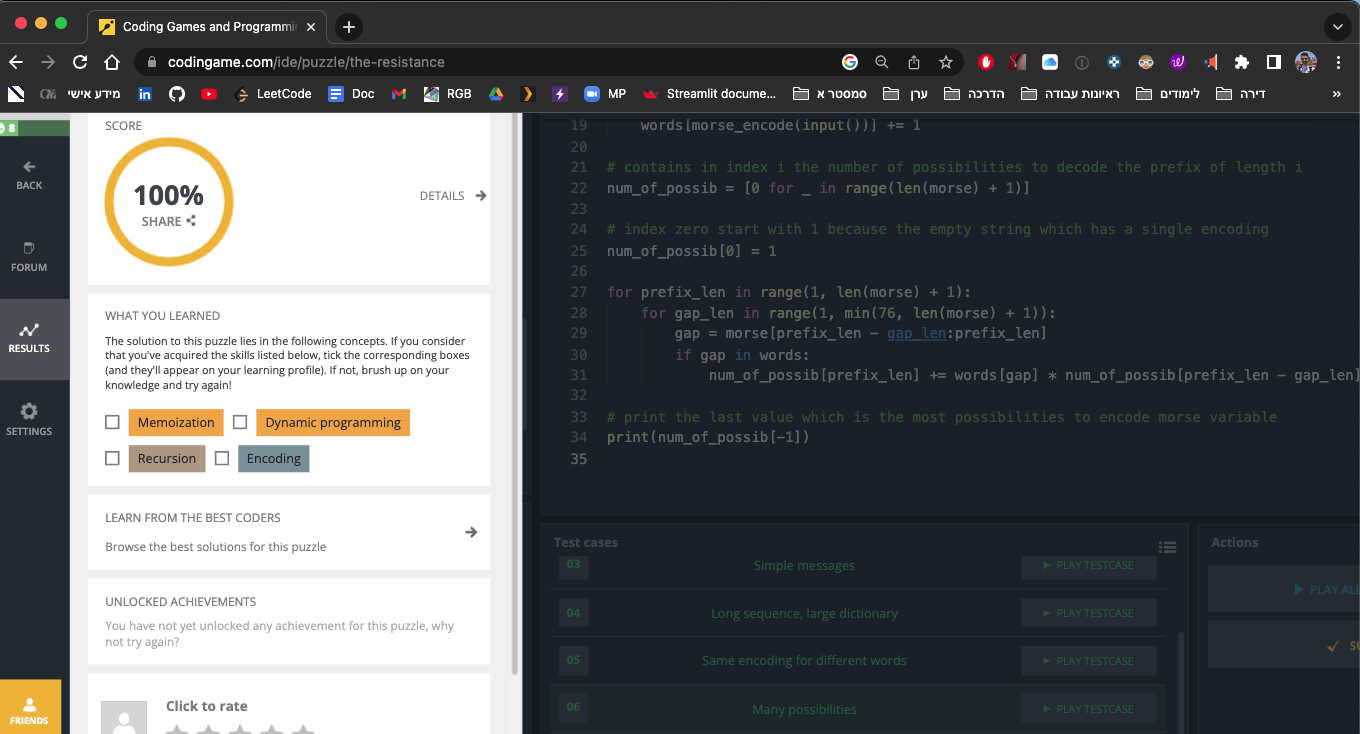 Coding Games and Programmin
codingame.com/ide/puzzle/the-resistance
מידע אישי
LeetCode
Doc
RGB
MP
Streamlit docume...
סמסטר א
ערן
הדרכה
ראיונות עבודה
לימודים
דירה
»
8
BACK
FORUM
RESULTS
SETTINGS
FRIENDS
SCORE
100%
SHARE
DETAILS
WHAT YOU LEARNED
The solution to this puzzle lies in the following concepts. If you consider
that you've acquired the skills listed below, tick the corresponding boxes
(and they'll appear on your learning profile). If not, brush up on your
knowledge and try again!
Memoization
Dynamic programming
Recursion
Encoding
LEARN FROM THE BEST CODERS
Browse the best solutions for this puzzle
UNLOCKED ACHIEVEMENTS
You have not yet unlocked any achievement for this puzzle, why
not try again?
Click to rate
19 words[morse_encode(input())] += 1
20
21 # contains in index i the number of possibilities to decode the prefix of length i
22 num_of_possib = [0 for _ in range(len(morse) + 1)]
23
24 # index zero start with 1 because the empty string which has a single encoding
25 num_of_possib[0] = 1
26
27 for prefix_len in range(1, len(morse) + 1):
28 for gap_len in range(1, min(76, len(morse) + 1)):
29 gap = morse[prefix_len - gap_len:prefix_len]
30 if gap in words:
31 num_of_possib[prefix_len] += words[gap] * num_of_possib[prefix_len - gap_len]
32
33 # print the last value which is the most possibilities to encode morse variable
34 print(num_of_possib[-1])
35
Test cases
03 Simple messages PLAY TESTCASE
04 Long sequence, large dictionary PLAY TESTCASE
05 Same encoding for different words PLAY TESTCASE
06 Many possibilities PLAY TESTCASE
Actions
PLAY ALL